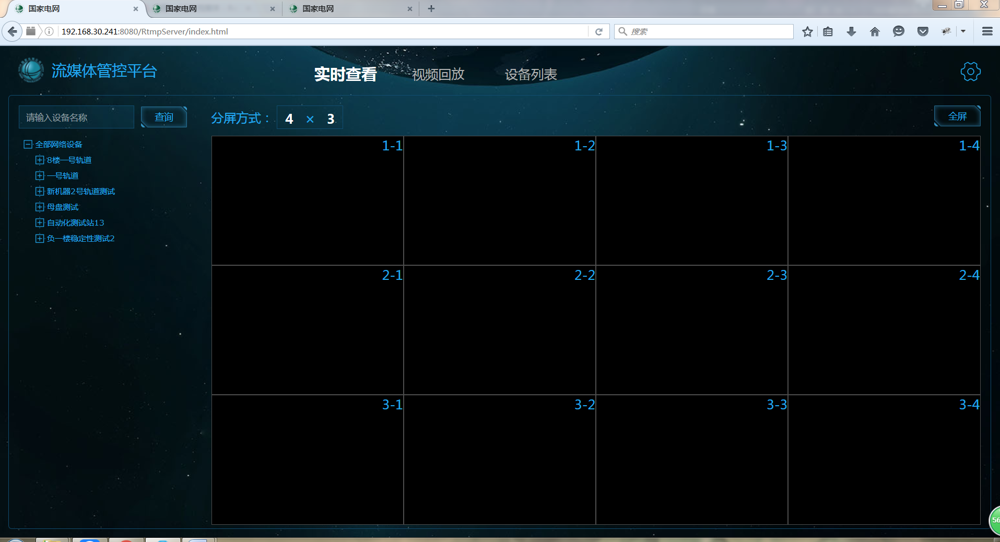 国家电网
国家电网
国家电网
192.168.30.241:8080/RtmpServer/index.html
搜索
流媒体管控平台
实时查看
视频回放
设备列表
请输入设备名称
查询
分屏方式：
4 × 3
全屏
全部网络设备
8楼一号轨道
一号轨道
新机器2号轨道测试
母盘测试
自动化测试站13
负一楼稳定性测试2
1-1
1-2
1-3
1-4
2-1
2-2
2-3
2-4
3-1
3-2
3-3
3-4
56